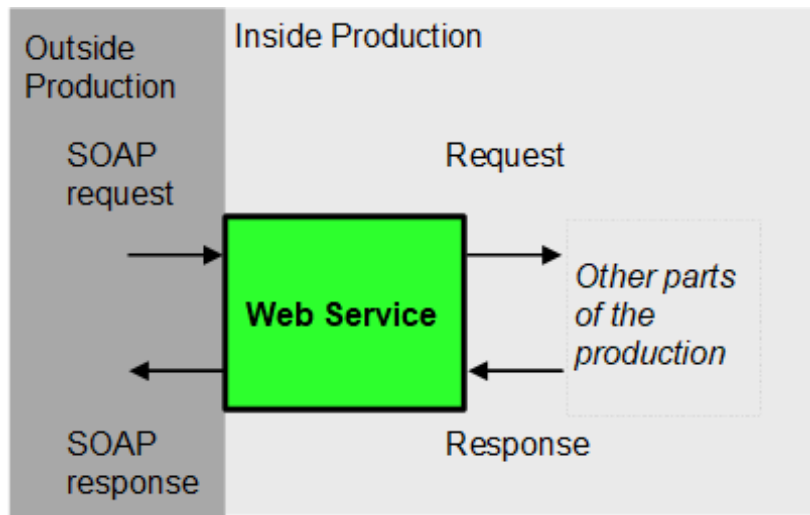 Outside
Production
Inside Production
SOAP
request
Request
Web Service
Other parts
of the
production
SOAP
response
Response